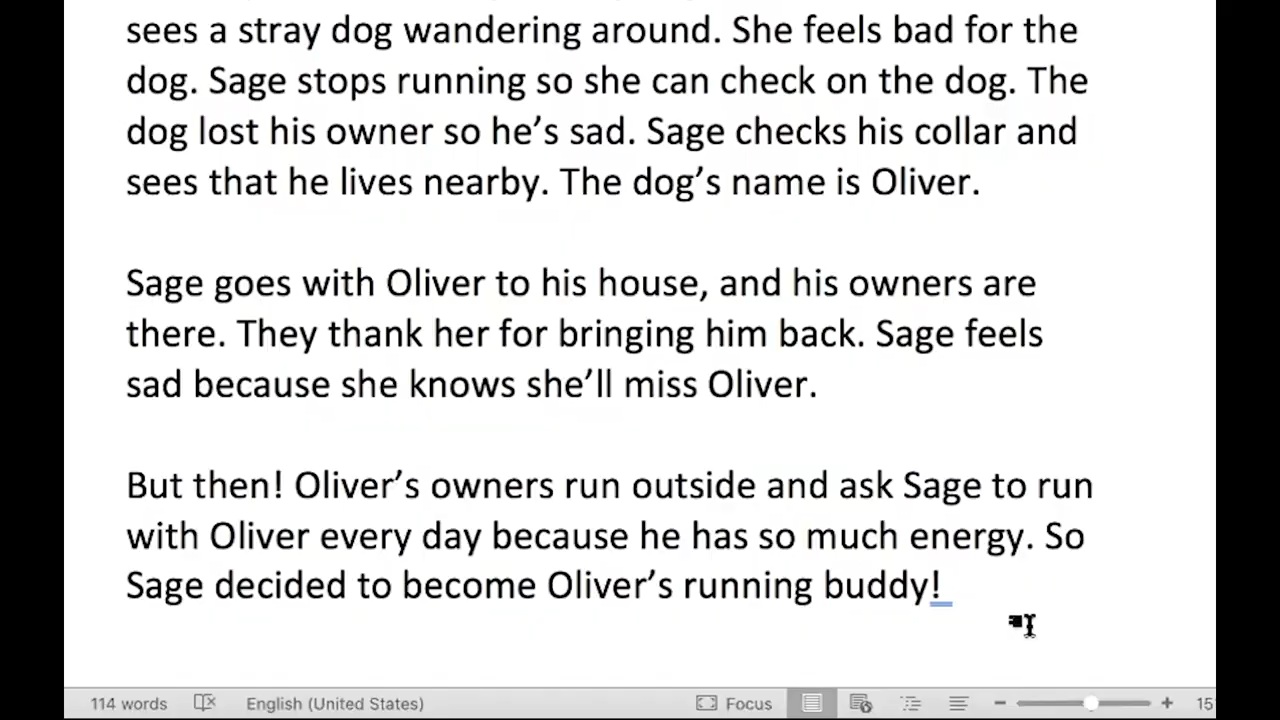 sees a stray dog wandering around. She feels bad for the
dog. Sage stops running so she can check on the dog. The
dog lost his owner so he’s sad. Sage checks his collar and
sees that he lives nearby. The dog’s name is Oliver.
Sage goes with Oliver to his house, and his owners are
there. They thank her for bringing him back. Sage feels
sad because she knows she’ll miss Oliver.
But then! Oliver’s owners run outside and ask Sage to run
with Oliver every day because he has so much energy. So
Sage decided to become Oliver’s running buddy!
114 words English (United States) Focus